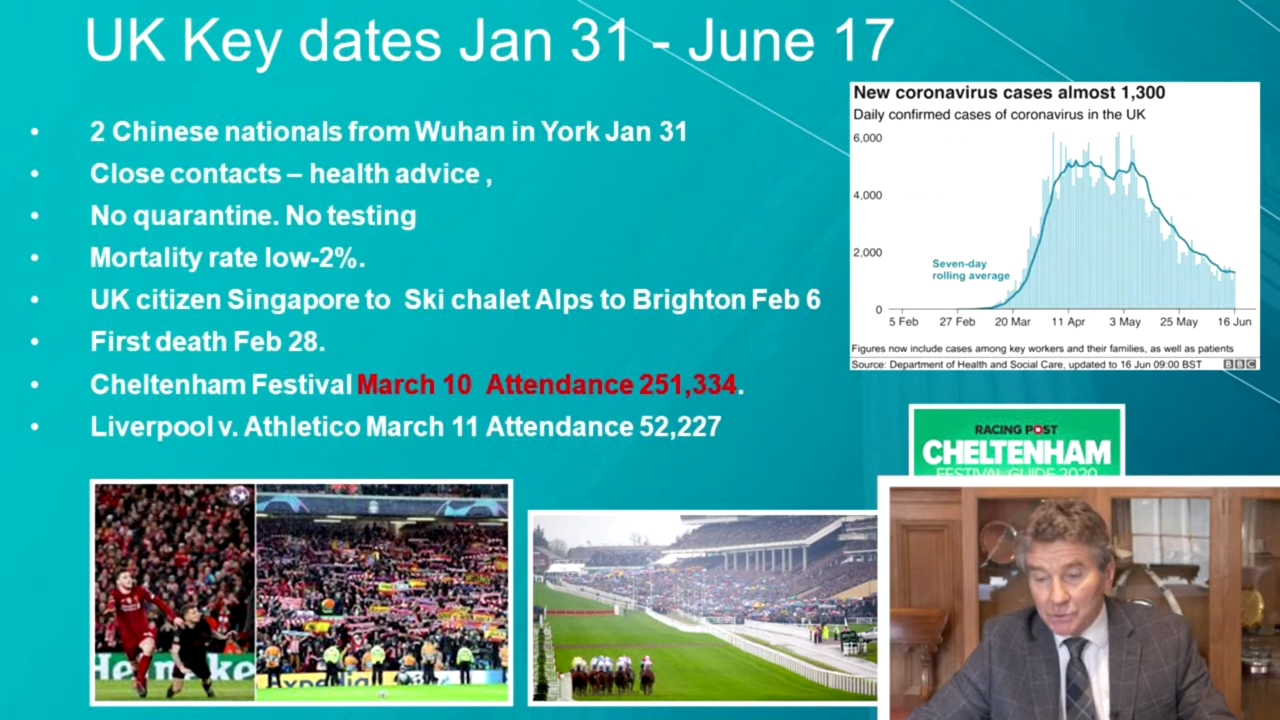 UK Key dates Jan 31 - June 17
• 2 Chinese nationals from Wuhan in York Jan 31
• Close contacts – health advice ,
• No quarantine. No testing
• Mortality rate low-2%.
• UK citizen Singapore to Ski chalet Alps to Brighton Feb 6
• First death Feb 28.
• Cheltenham Festival March 10 Attendance 251,334.
• Liverpool v. Athletico March 11 Attendance 52,227
New coronavirus cases almost 1,300
Daily confirmed cases of coronavirus in the UK
6,000
4,000
2,000
0
Seven-day
rolling average
5 Feb 27 Feb 20 Mar 11 Apr 3 May 25 May 16 Jun
Figures now include cases among key workers and their families, as well as patients
Source: Department of Health and Social Care, updated to 16 Jun 09:00 BST BBC
RACING POST
CHELTENHAM
FESTIVAL GUIDE 2020
Heineke